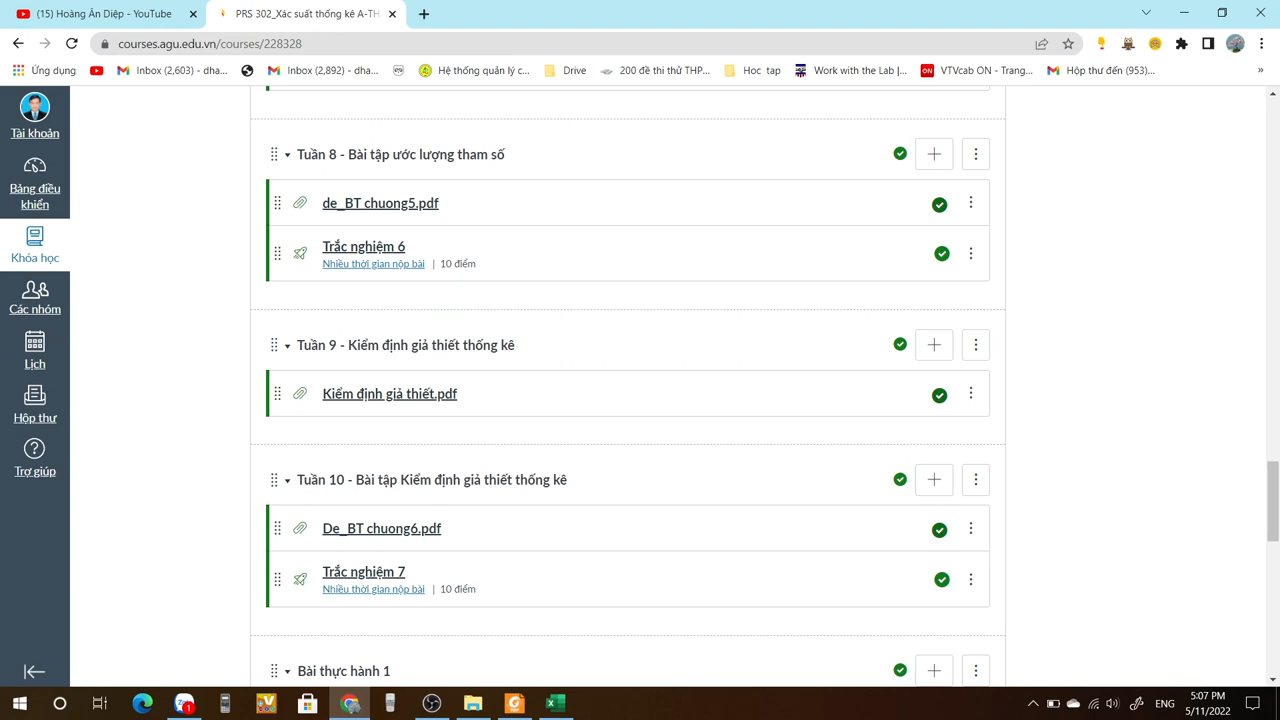 (15) Hoàng Ân Diệp - YouTube
PRS 302_Xác suất thống kê A-TH
courses.agu.edu.vn/courses/228328
Ứng dụng
Inbox (2,603) - dha...
Inbox (2,892) - dha...
Hệ thống quản lý c...
Drive
200 đề thi thử THP...
Hoc tap
Work with the Lab |...
VTVcab ON - Trang...
Hộp thư đến (953)...
»
Tài khoản
Bảng điều
khiển
Khóa học
Các nhóm
Lịch
Hộp thư
Trợ giúp
Tuần 8 - Bài tập ước lượng tham số
de_BT chuong5.pdf
Trắc nghiệm 6
Nhiều thời gian nộp bài | 10 điểm
Tuần 9 - Kiểm định giả thiết thống kê
Kiểm định giả thiết.pdf
Tuần 10 - Bài tập Kiểm định giả thiết thống kê
De_BT chuong6.pdf
Trắc nghiệm 7
Nhiều thời gian nộp bài | 10 điểm
Bài thực hành 1
1
ENG
5:07 PM
5/11/2022